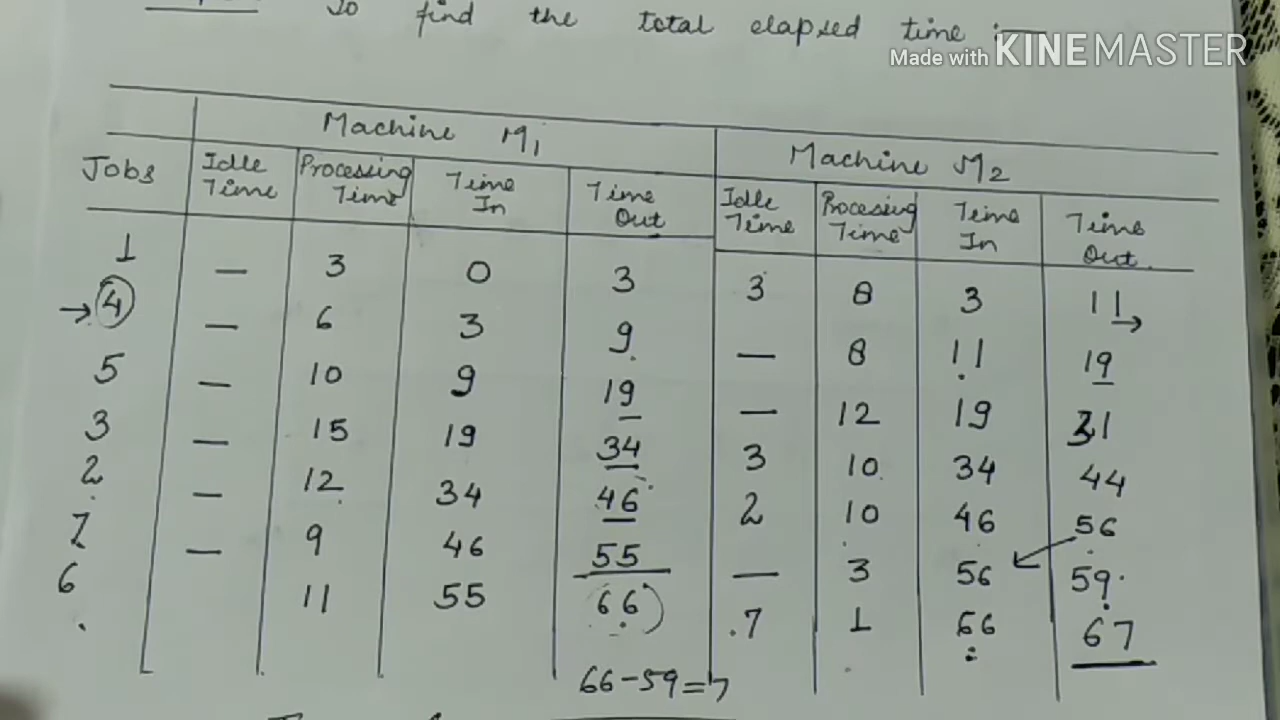 To find the total elapsed time :—
Made with KINEMASTER
Machine M1 Machine M2
Jobs Idle Time Processing Time Time In Time Out Idle Time Procesing Time Time In Time Out
1 — 3 0 3 3 8 3 11
→ 4 — 6 3 9 — 8 11 19
5 — 10 9 19 — 12 19 31
3 — 15 19 34 3 10 34 44
2 — 12 34 46 2 10 46 56
7 — 9 46 55 — 3 56 59
6 11 55 66 7 1 66 67
66-59=7